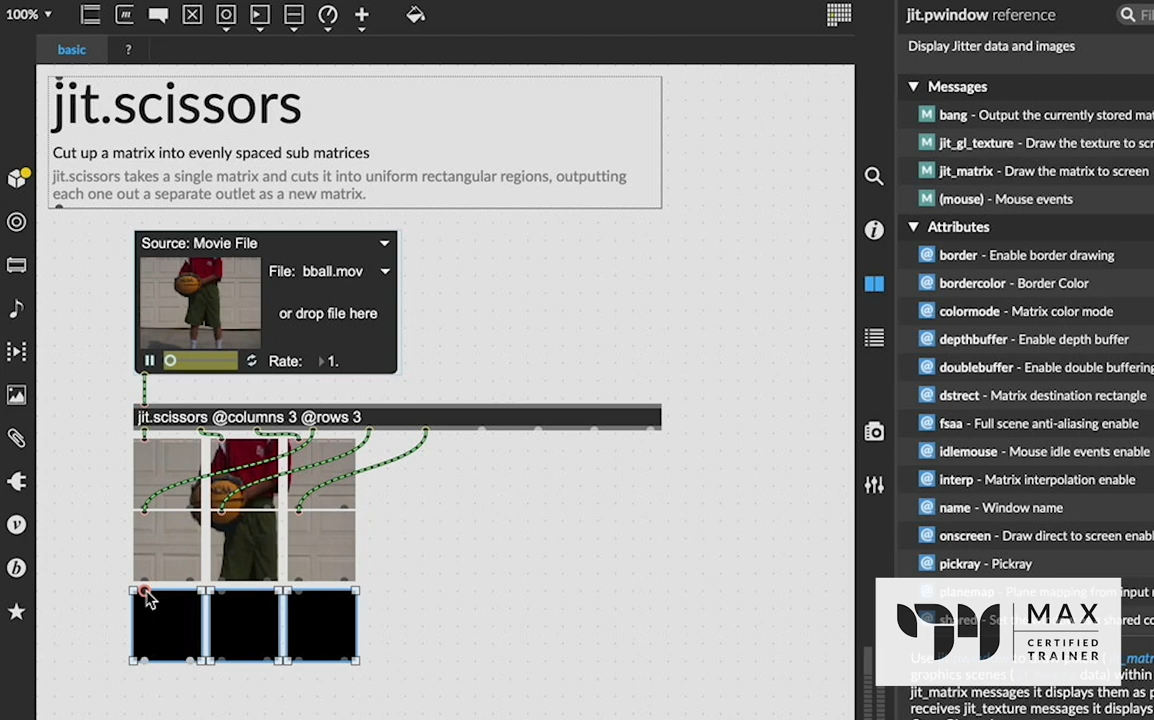 100%
jit.pwindow reference
Display Jitter data and images
basic
?
jit.scissors
Cut up a matrix into evenly spaced sub matrices
jit.scissors takes a single matrix and cuts it into uniform rectangular regions, outputting
each one out a separate outlet as a new matrix.
Source: Movie File
File: bball.mov
or drop file here
Rate: 1.
jit.scissors @columns 3 @rows 3
Messages
M bang - Output the currently stored
M jit_gl_texture - Draw the texture to
M jit_matrix - Draw the matrix to screen
M (mouse) - Mouse events
Attributes
@ border - Enable border drawing
@ bordercolor - Border Color
@ colormode - Matrix color mode
@ depthbuffer - Enable depth buffer
@ doublebuffer - Enable double buffering
@ dstrect - Matrix destination rectangle
@ fsaa - Full scene anti-aliasing enable
@ idlemouse - Mouse idle events enable
@ interp - Matrix interpolation enable
@ name - Window name
@ onscreen - Draw direct to screen
@ pickray - Pickray
planemap - Plane mapping from input
shared
MAX
CERTIFIED
TRAINER
jit_matrix messages it displays them as
receives jit_texture messages it displays